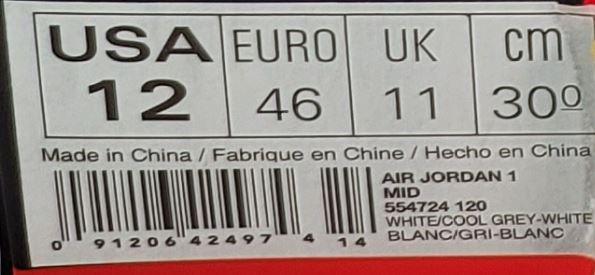 USA EURO UK cm
12 46 11 30º
Made in China / Fabrique en Chine / Hecho en China
AIR JORDAN 1
MID
554724 120
WHITE/COOL GREY-WHITE
BLANC/GRI-BLANC
0 91206 42497 4 14